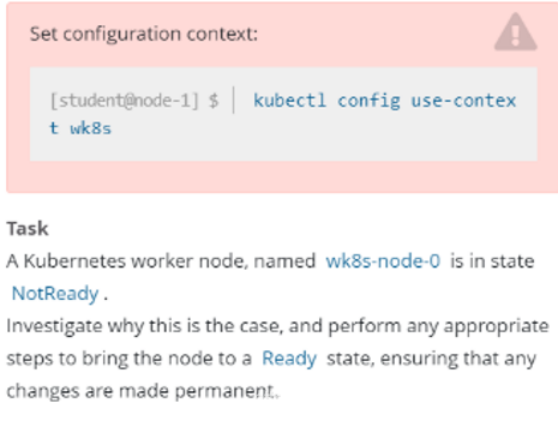 Set configuration context:
[student@node-1] $ | kubectl config use-contex
t wk8s
Task
A Kubernetes worker node, named wk8s-node-0 is in state
NotReady.
Investigate why this is the case, and perform any appropriate
steps to bring the node to a Ready state, ensuring that any
changes are made permanent.